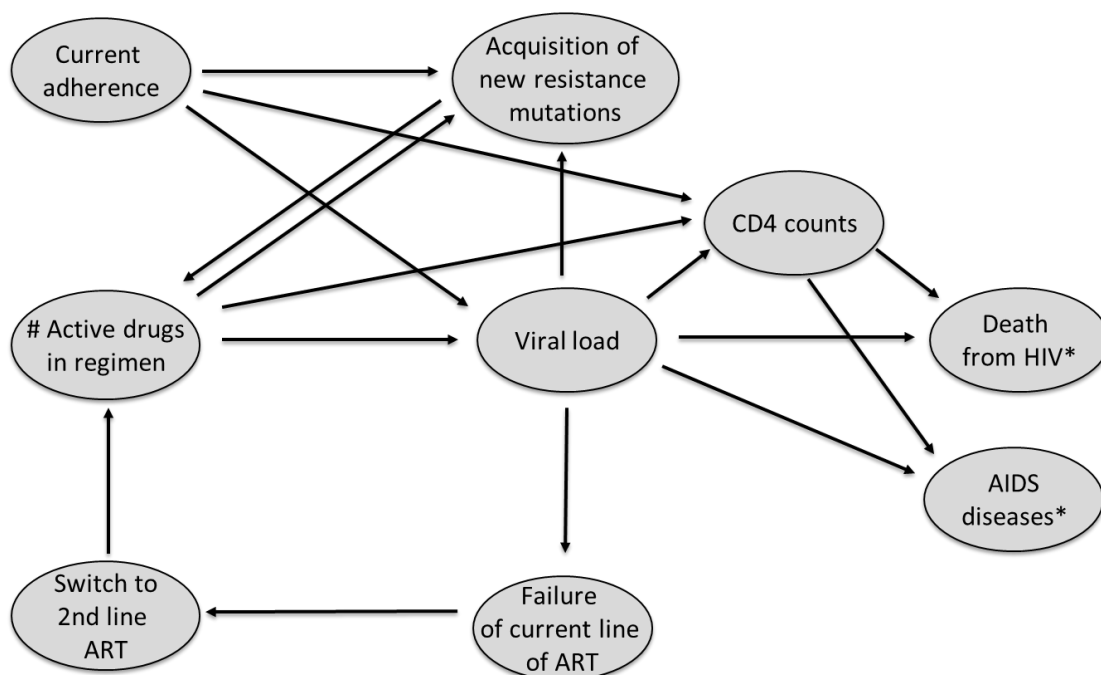 Current
adherence
Acquisition of
new resistance
mutations
CD4 counts
# Active drugs
in regimen
Viral load
Death
from HIV*
AIDS
diseases*
Switch to
2nd line
ART
Failure
of current line
of ART